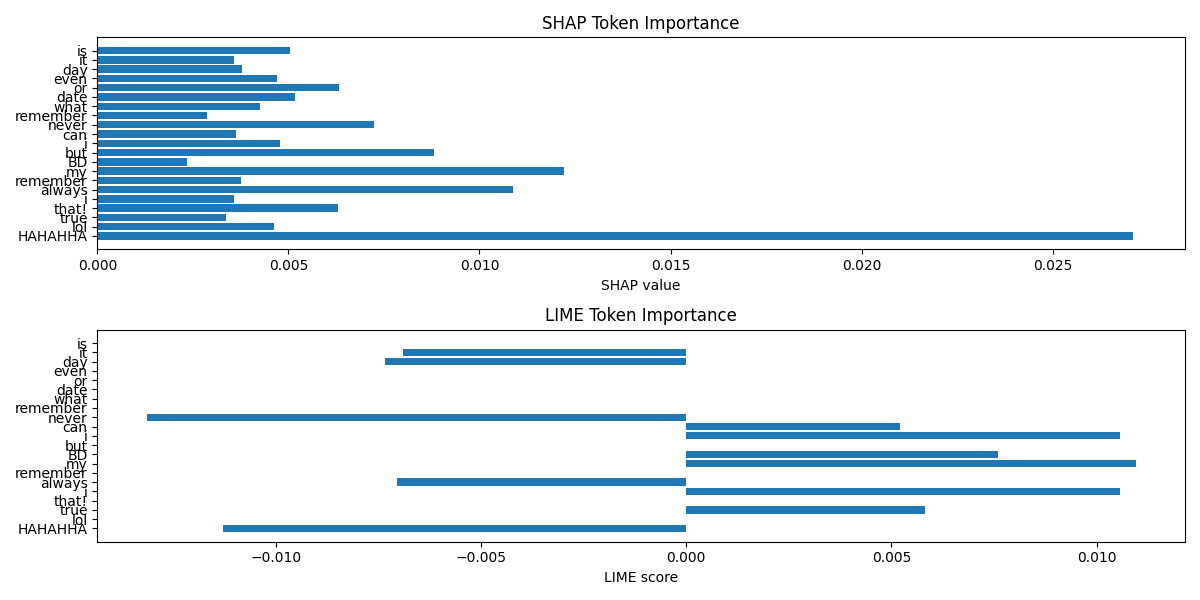 SHAP Token Importance
is
it
day
even
or
date
what
remember
never
can
i
but
BD
my
remember
always
i
that!
true
lol
HAHAHHA
0.000 0.005 0.010 0.015 0.020 0.025
SHAP value
LIME Token Importance
is
it
day
even
or
date
what
remember
never
can
i
but
BD
my
remember
always
i
that!
true
lol
HAHAHHA
−0.010 −0.005 0.000 0.005 0.010
LIME score